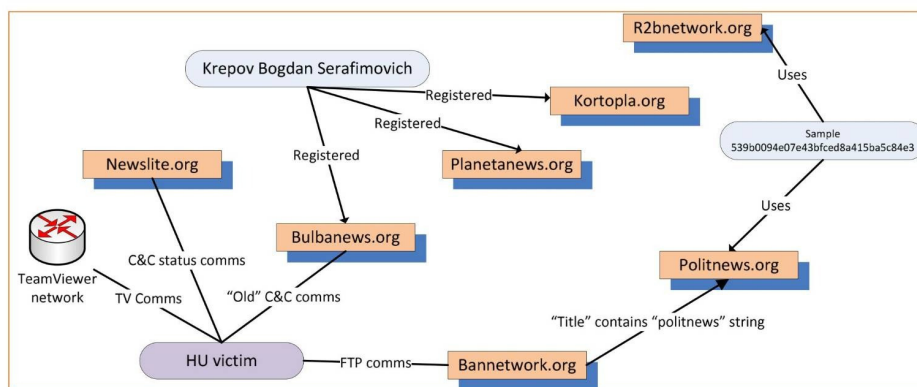 R2bnetwork.org
Krepov Bogdan Serafimovich
Uses
Registered
Kortopla.org
Registered
Sample
539b0094e07e43bfced8a415ba5c84e3
Newslite.org
Registered
Planetanews.org
Uses
Bulbanews.org
C&C status comms
Politnews.org
TeamViewer
network
TV Comms
"Old" C&C comms
"Title" contains "politnews" string
HU victim
FTP comms
Bannetwork.org